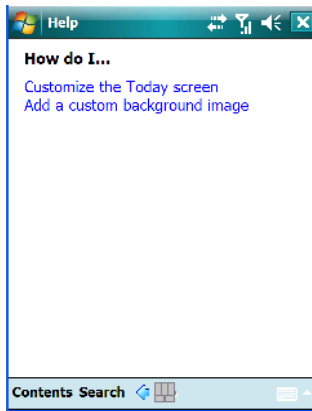 Help
How do I...
Customize the Today screen
Add a custom background image
Contents Search